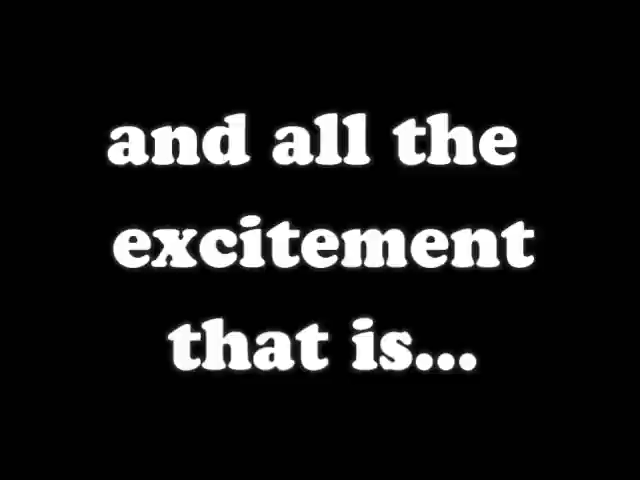 and all the
excitement
that is...